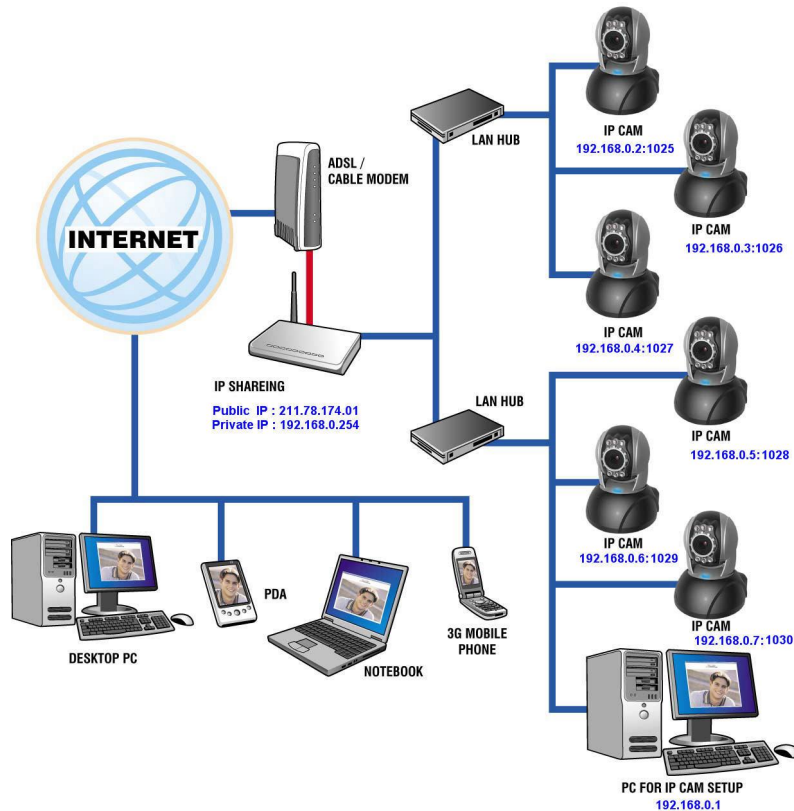 INTERNET
ADSL /
CABLE MODEM
LAN HUB
IP CAM
192.168.0.2:1025
IP CAM
192.168.0.3:1026
IP CAM
192.168.0.4:1027
IP SHAREING
Public IP : 211.78.174.01
Private IP : 192.168.0.254
LAN HUB
IP CAM
192.168.0.5:1028
IP CAM
192.168.0.6:1029
IP CAM
192.168.0.7:1030
DESKTOP PC
PDA
NOTEBOOK
3G MOBILE
PHONE
PC FOR IP CAM SETUP
192.168.0.1